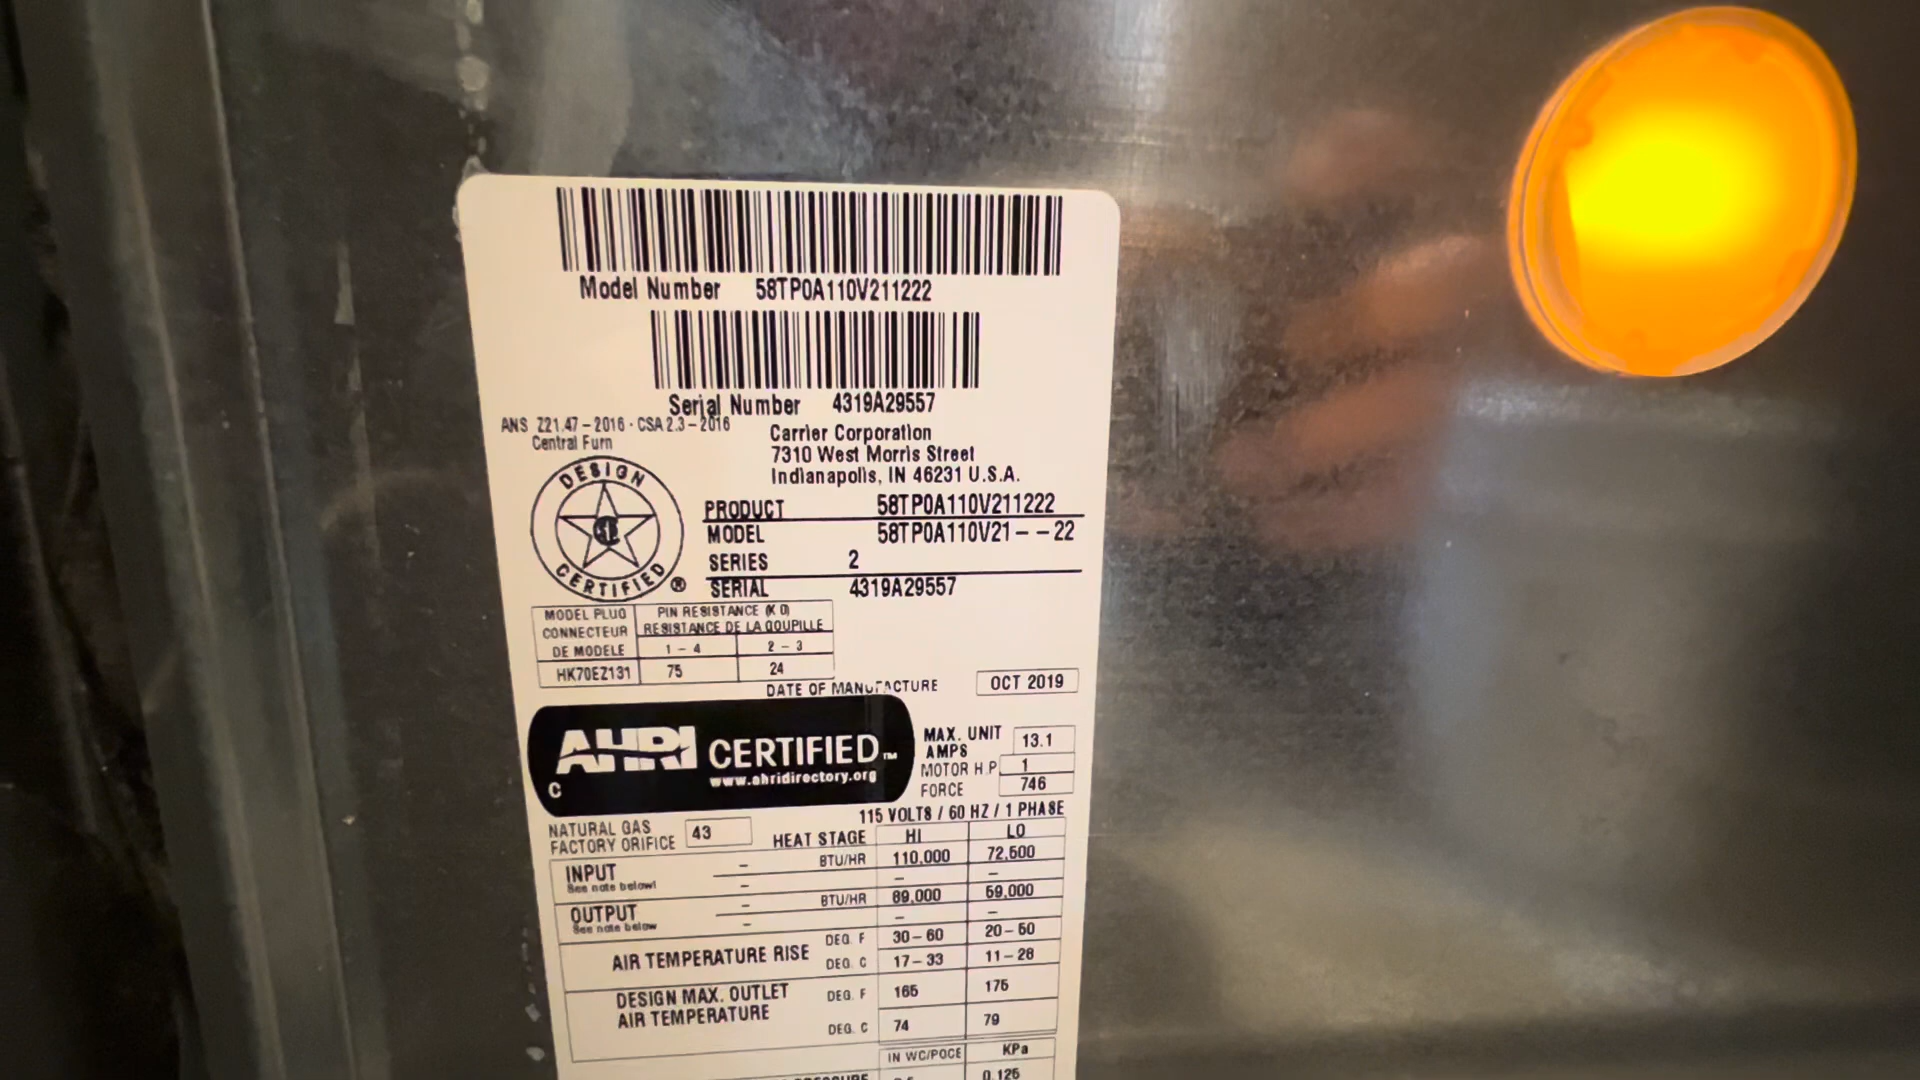 Model Number 58TP0A110V211222
Serial Number 4319A29557
ANS Z21.47-2016 · CSA 2.3-2016
Central Furn
Carrier Corporation
7310 West Morris Street
Indianapolis, IN 46231 U.S.A.
DESIGN
CERTIFIED ®
PRODUCT 58TP0A110V211222
MODEL 58TP0A110V21--22
SERIES 2
SERIAL 4319A29557
MODEL PLUG PIN RESISTANCE (K Ω)
CONNECTEUR RESISTANCE DE LA GOUPILLE
DE MODELE 1 - 4 2 - 3
HK70EZ131 75 24
DATE OF MANUFACTURE OCT 2019
AHRI CERTIFIED™
www.ahridirectory.org
C
MAX. UNIT
AMPS 13.1
MOTOR H.P. 1
FORCE 746
115 VOLTS / 60 HZ / 1 PHASE
NATURAL GAS
FACTORY ORIFICE 43
HEAT STAGE HI LO
INPUT - BTU/HR 110,000 72,500
See note below! - - -
OUTPUT - BTU/HR 89,000 59,000
See note below - - -
AIR TEMPERATURE RISE DEG. F 30-60 20-50
DEG. C 17-33 11-28
DESIGN MAX. OUTLET DEG. F 165 175
AIR TEMPERATURE
DEG. C 74 79
IN WC/POCE KPa
0.125